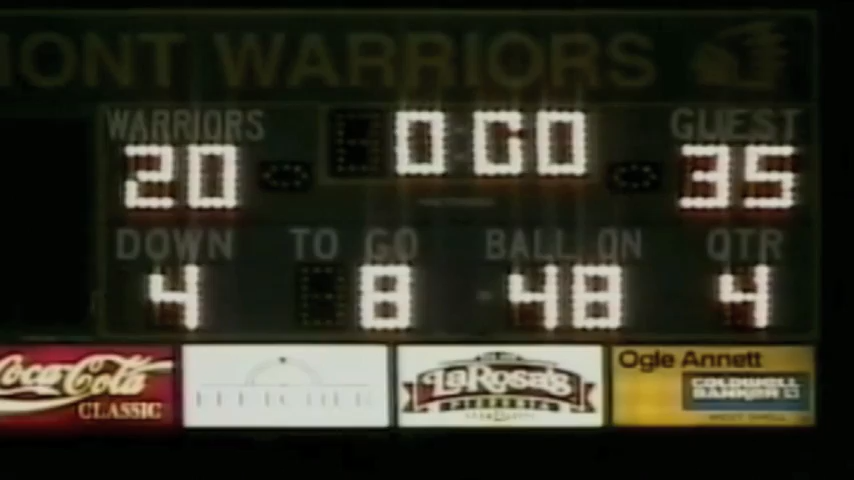 MONT WARRIORS
WARRIORS 0:00 GUEST
20 35
DOWN TO GO BALL ON QTR
4 8 48 4
Coca-Cola
CLASSIC
LaRosa's
PIZZERIA
Ogle Annett
COLDWELL
BANKER